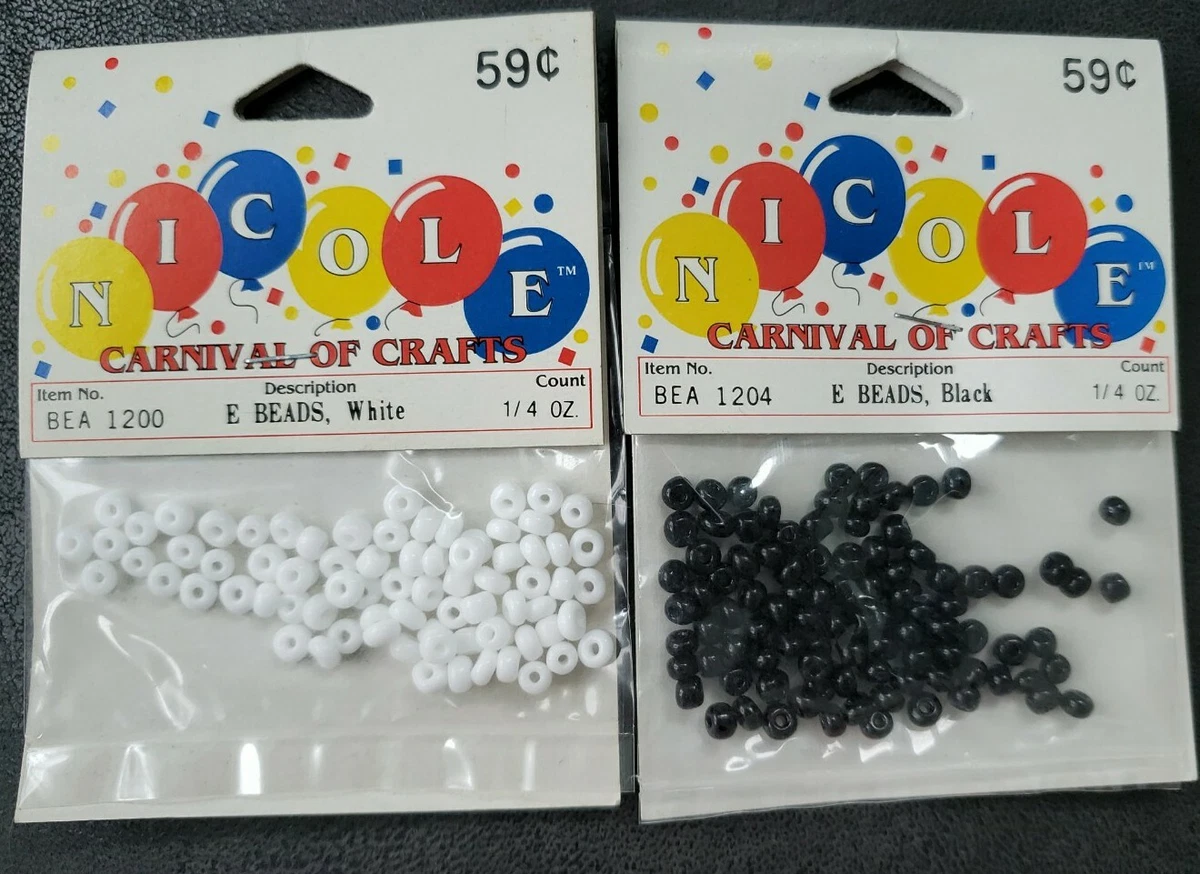 59¢
NICOLE™
CARNIVAL OF CRAFTS
Item No. Description Count
BEA 1200 E BEADS, White 1/4 OZ.
59¢
NICOLE™
CARNIVAL OF CRAFTS
Item No. Description Count
BEA 1204 E BEADS, Black 1/4 OZ.